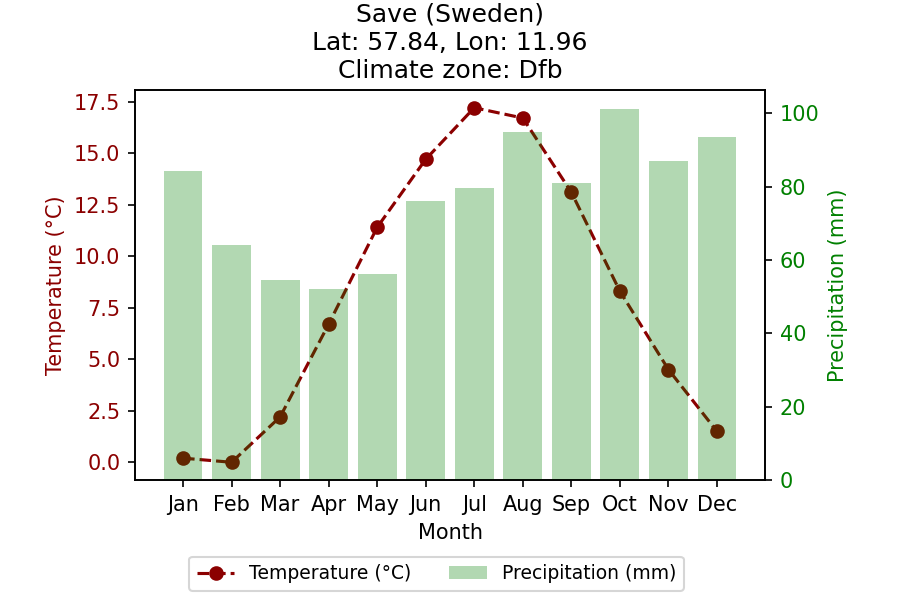 Save (Sweden)
Lat: 57.84, Lon: 11.96
Climate zone: Dfb
17.5
15.0
12.5
10.0
7.5
5.0
2.5
0.0
Temperature (°C)
100
80
60
40
20
0
Precipitation (mm)
Jan Feb Mar Apr May Jun Jul Aug Sep Oct Nov Dec
Month
Temperature (°C) Precipitation (mm)